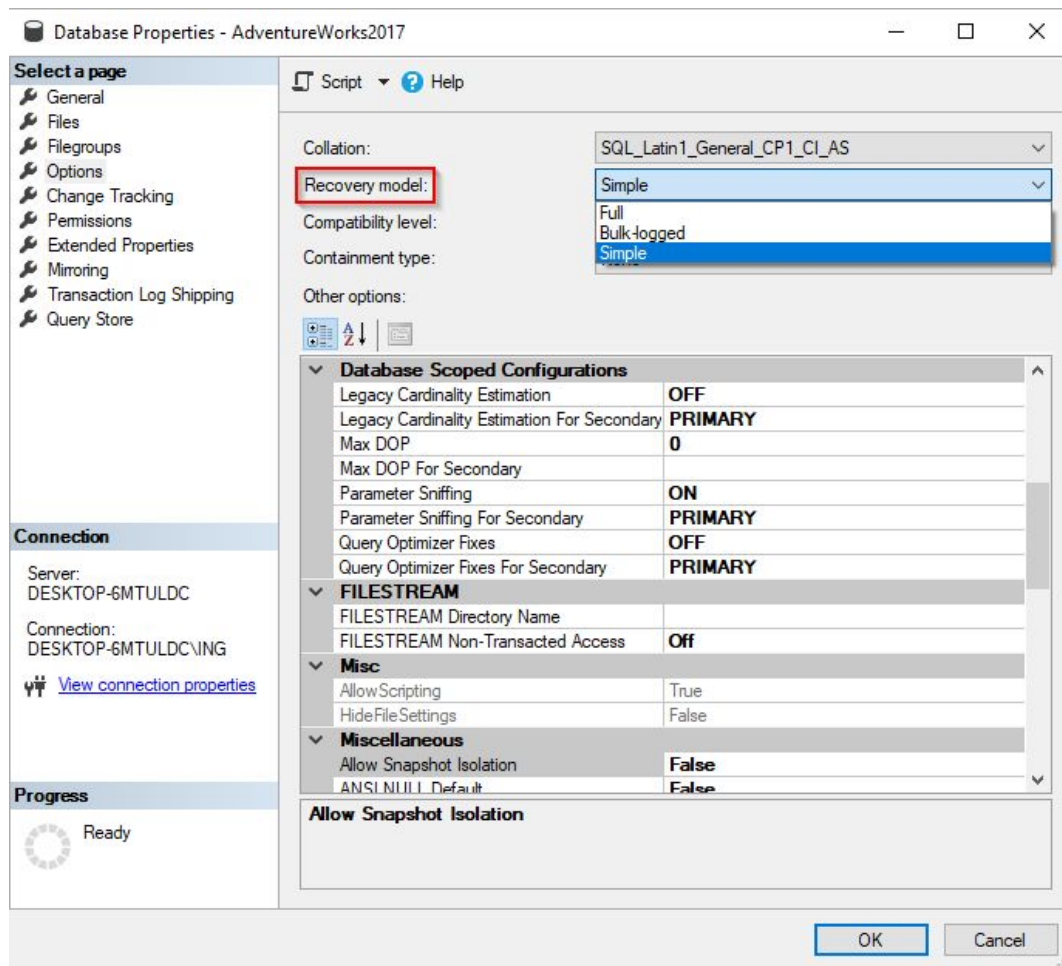 Database Properties - AdventureWorks2017
Select a page
General
Files
Filegroups
Options
Change Tracking
Permissions
Extended Properties
Mirroring
Transaction Log Shipping
Query Store
Connection
Server:
DESKTOP-6MTULDC
Connection:
DESKTOP-6MTULDC\ING
View connection properties
Progress
Ready
Script Help
Collation: SQL_Latin1_General_CP1_CI_AS
Recovery model: Simple
Full
Compatibility level: Bulk-logged
Simple
Containment type:
Other options:
Database Scoped Configurations
Legacy Cardinality Estimation OFF
Legacy Cardinality Estimation For Secondary PRIMARY
Max DOP 0
Max DOP For Secondary
Parameter Sniffing ON
Parameter Sniffing For Secondary PRIMARY
Query Optimizer Fixes OFF
Query Optimizer Fixes For Secondary PRIMARY
FILESTREAM
FILESTREAM Directory Name
FILESTREAM Non-Transacted Access Off
Misc
AllowScripting True
HideFileSettings False
Miscellaneous
Allow Snapshot Isolation False
ANSI NULL Default False
Allow Snapshot Isolation
OK Cancel